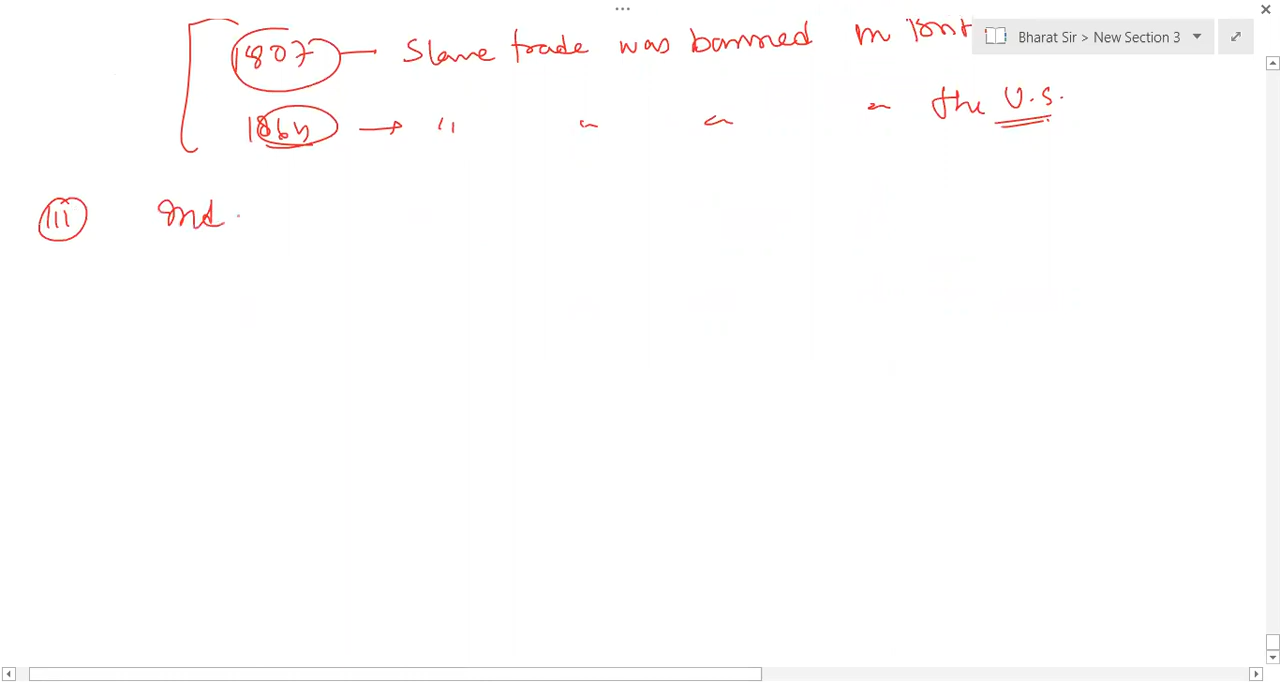 1807 — Slave trade was banned in Brit
Bharat Sir > New Section 3
1864 → " " " " the U.S.
iii Ind